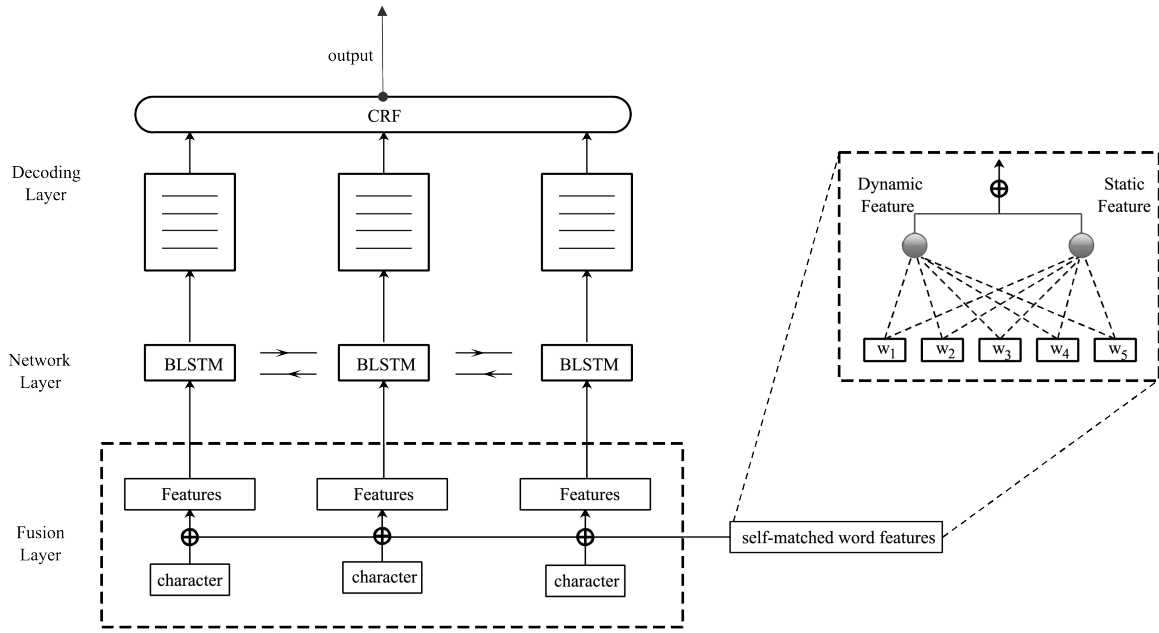 output
CRF
Decoding
Layer
Dynamic
Feature
Static
Feature
w1
w2
w3
w4
w5
Network
Layer
BLSTM
BLSTM
BLSTM
Features
Features
Features
Fusion
Layer
self-matched word features
character
character
character